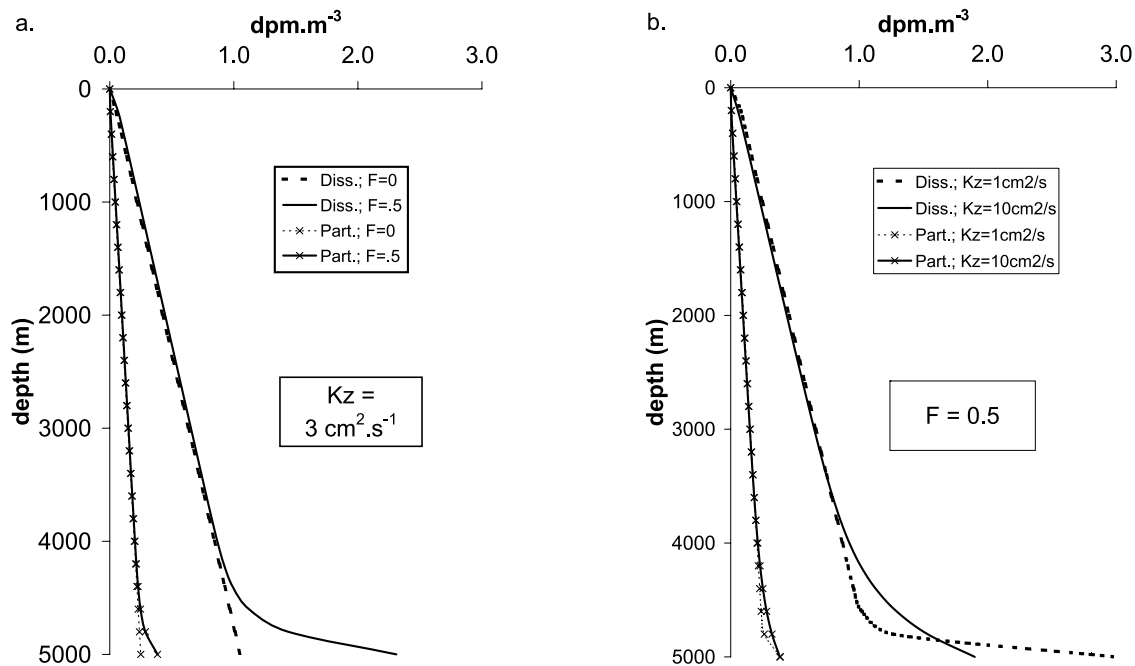 a.
dpm.m-3
0.0 1.0 2.0 3.0
0
1000
2000
3000
4000
5000
depth (m)
Diss.; F=0
Diss.; F=.5
Part.; F=0
Part.; F=.5
Kz =
3 cm2.s-1
b.
dpm.m-3
0.0 1.0 2.0 3.0
0
1000
2000
3000
4000
5000
depth (m)
Diss.; Kz=1cm2/s
Diss.; Kz=10cm2/s
Part.; Kz=1cm2/s
Part.; Kz=10cm2/s
F = 0.5